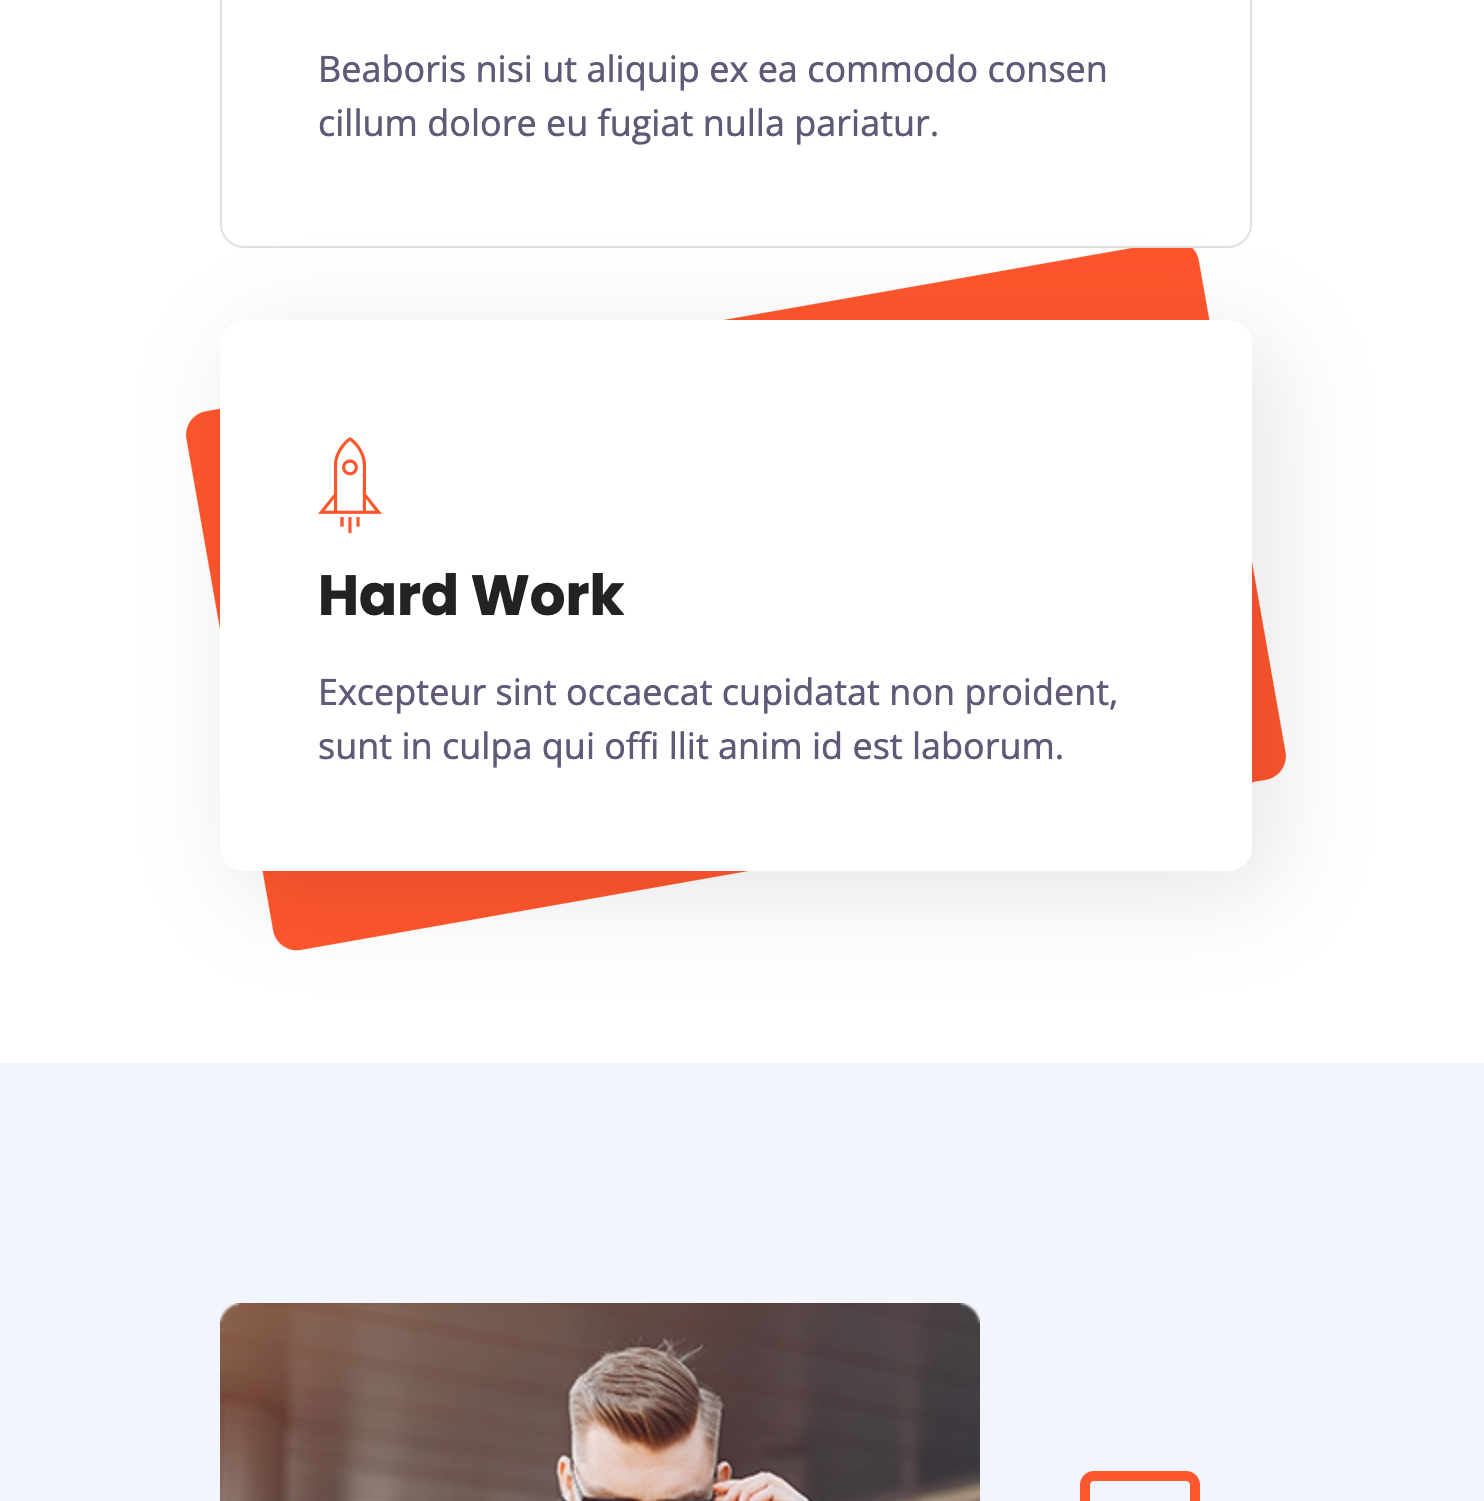 Beaboris nisi ut aliquip ex ea commodo consen
cillum dolore eu fugiat nulla pariatur.
Hard Work
Excepteur sint occaecat cupidatat non proident,
sunt in culpa qui offi llit anim id est laborum.